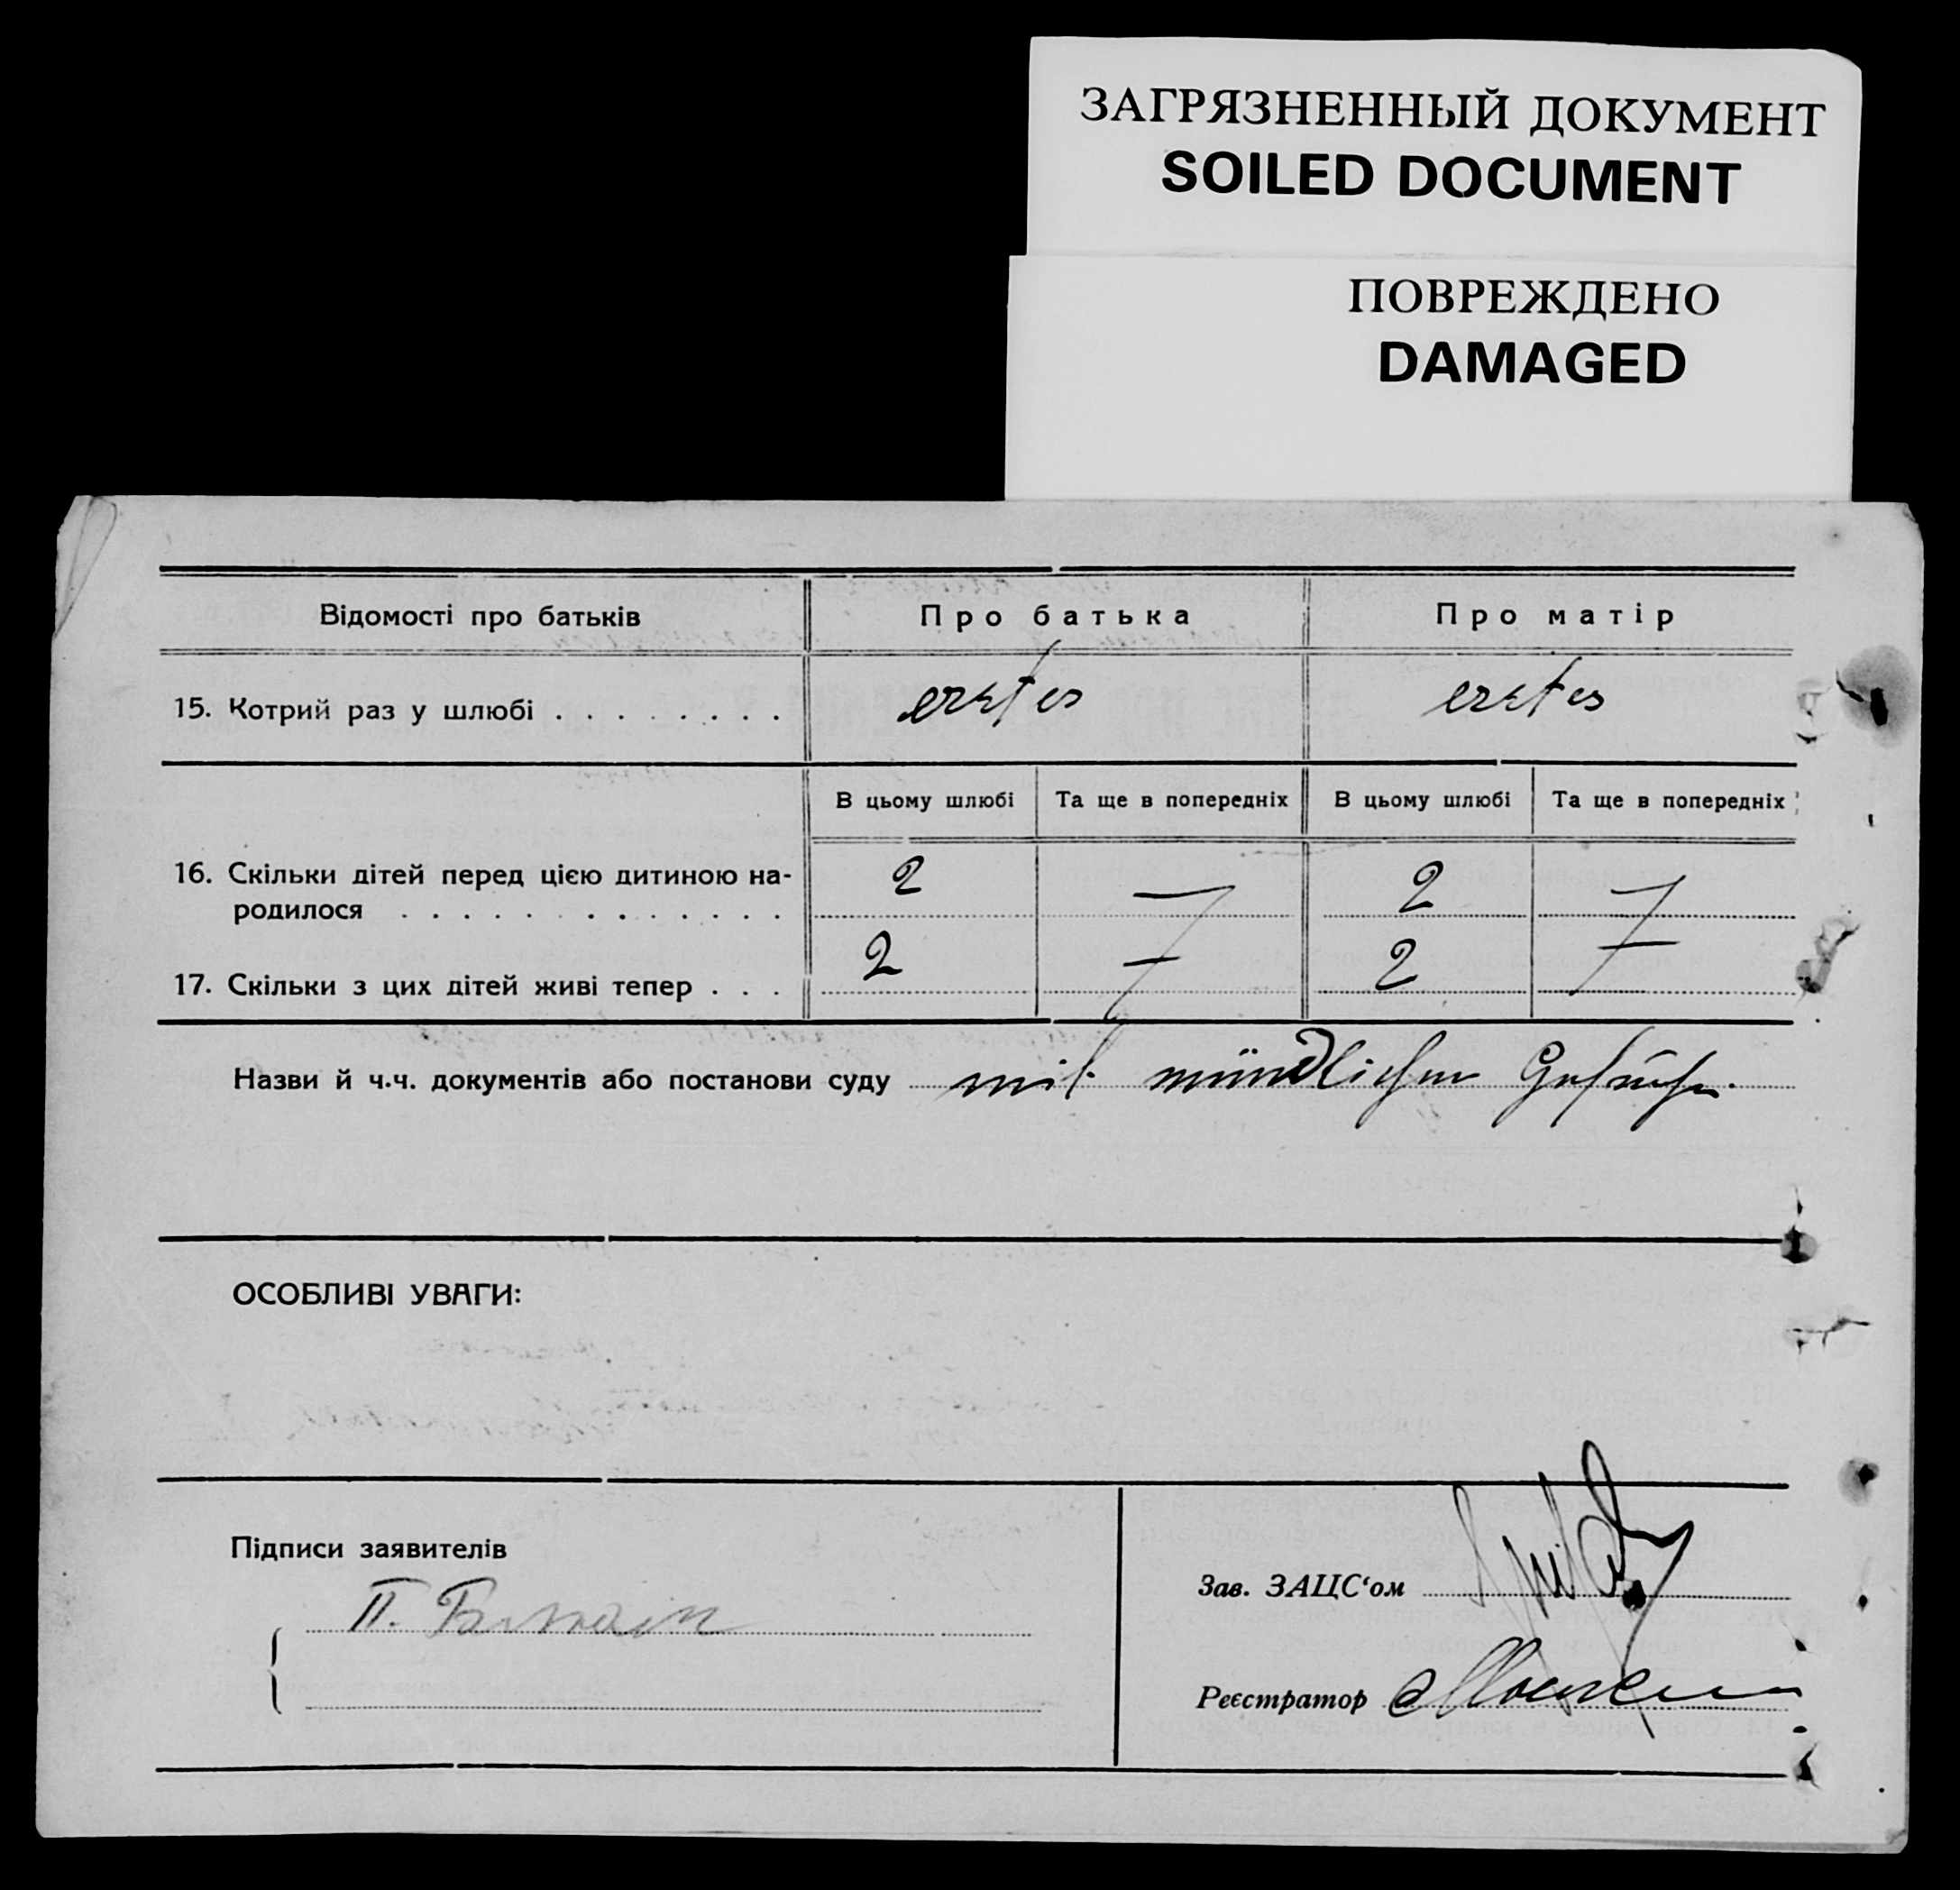 ЗАГРЯЗНЕННЫЙ ДОКУМЕНТ
SOILED DOCUMENT
ПОВРЕЖДЕНО
DAMAGED
Відомості про батьків Про батька Про матір
15. Котрий раз у шлюбі . . . . . . . . erstes erstes
В цьому шлюбі Та ще в попередніх В цьому шлюбі Та ще в попередніх
16. Скільки дітей перед цією дитиною на- 2 — 2 —
родилося . . . . . . . . . . . . .
17. Скільки з цих дітей живі тепер . . . 2 — 2 —
Назви й ч.ч. документів або постанови суду mit mündlichen
ОСОБЛИВІ УВАГИ:
Підписи заявителів
П.
Зав. ЗАЦС‘ом
Реєстратор